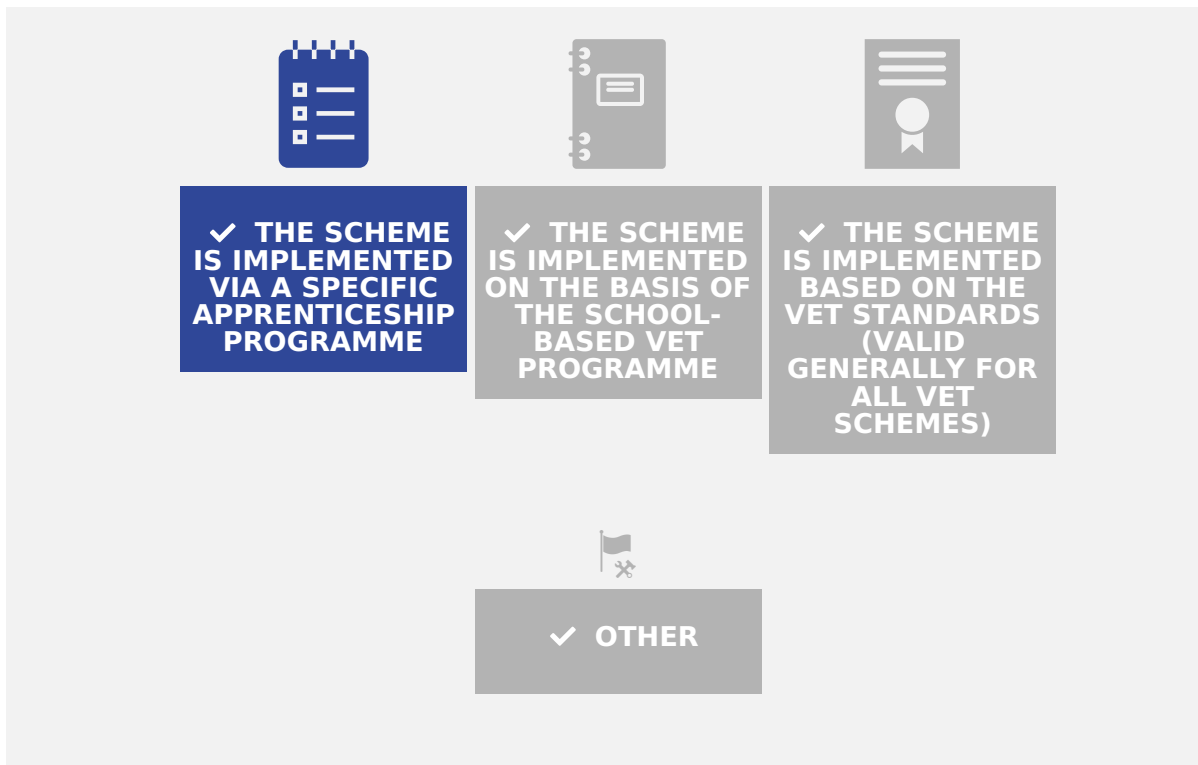 ✓ THE SCHEME
IS IMPLEMENTED
VIA A SPECIFIC
APPRENTICESHIP
PROGRAMME
✓ THE SCHEME
IS IMPLEMENTED
ON THE BASIS OF
THE SCHOOL-
BASED VET
PROGRAMME
✓ THE SCHEME
IS IMPLEMENTED
BASED ON THE
VET STANDARDS
(VALID
GENERALLY FOR
ALL VET
SCHEMES)
✓ OTHER